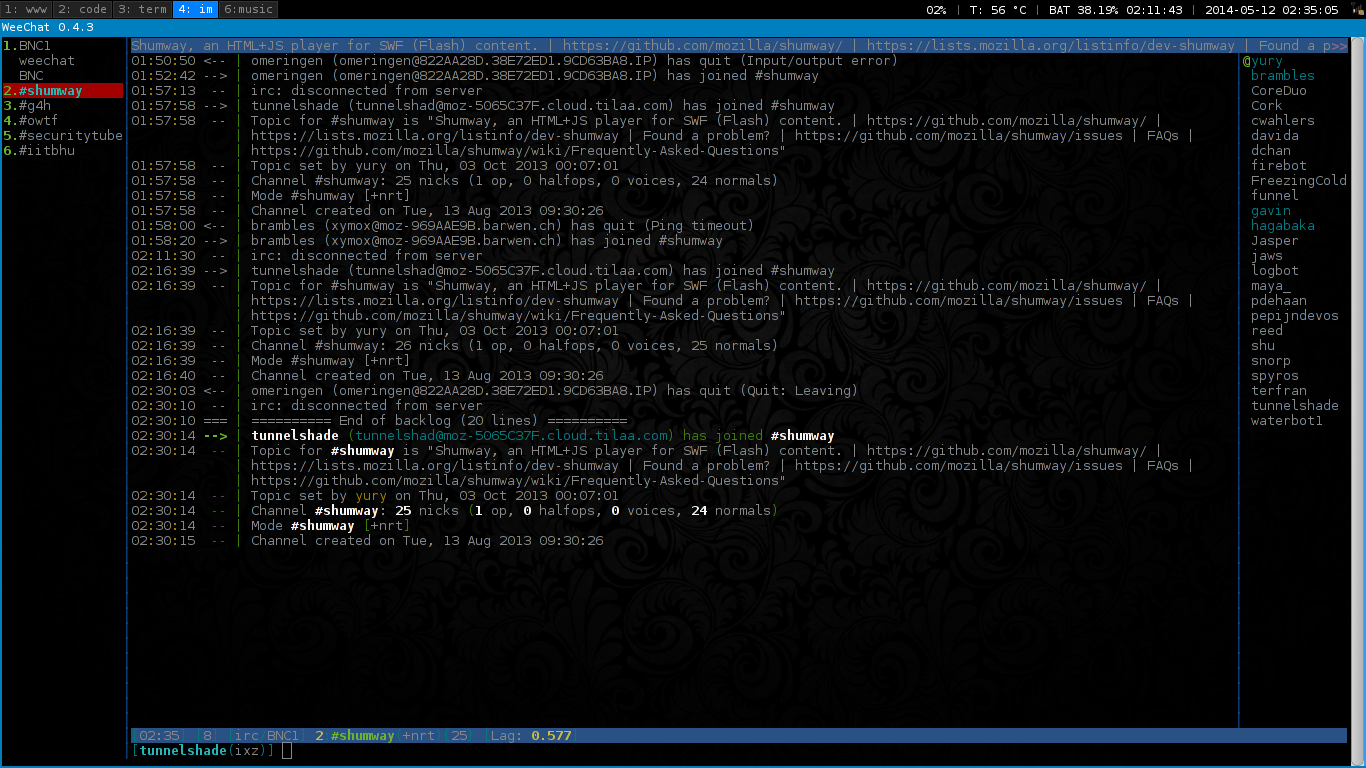 1: www 2: code 3: term 4: im 6:music 02% | T: 56 °C | BAT 38.19% 02:11:43 | 2014-05-12 02:35:05
WeeChat 0.4.3
1.BNC1
weechat
BNC
2.#shumway
3.#g4h
4.#owtf
5.#securitytube
6.#iitbhu
Shumway, an HTML+JS player for SWF (Flash) content. | https://github.com/mozilla/shumway/ | https://lists.mozilla.org/listinfo/dev-shumway | Found a p>>
01:50:50 <-- | omeringen (omeringen@822AA28D.38E72ED1.9CD63BA8.IP) has quit (Input/output error)
01:52:42 --> | omeringen (omeringen@822AA28D.38E72ED1.9CD63BA8.IP) has joined #shumway
01:57:13 -- | irc: disconnected from server
01:57:58 --> | tunnelshade (tunnelshad@moz-5065C37F.cloud.tilaa.com) has joined #shumway
01:57:58 -- | Topic for #shumway is "Shumway, an HTML+JS player for SWF (Flash) content. | https://github.com/mozilla/shumway/ |
| https://lists.mozilla.org/listinfo/dev-shumway | Found a problem? | https://github.com/mozilla/shumway/issues | FAQs |
| https://github.com/mozilla/shumway/wiki/Frequently-Asked-Questions"
01:57:58 -- | Topic set by yury on Thu, 03 Oct 2013 00:07:01
01:57:58 -- | Channel #shumway: 25 nicks (1 op, 0 halfops, 0 voices, 24 normals)
01:57:58 -- | Mode #shumway [+nrt]
01:57:58 -- | Channel created on Tue, 13 Aug 2013 09:30:26
01:58:00 <-- | brambles (xymox@moz-969AAE9B.barwen.ch) has quit (Ping timeout)
01:58:20 --> | brambles (xymox@moz-969AAE9B.barwen.ch) has joined #shumway
02:11:30 -- | irc: disconnected from server
02:16:39 --> | tunnelshade (tunnelshad@moz-5065C37F.cloud.tilaa.com) has joined #shumway
02:16:39 -- | Topic for #shumway is "Shumway, an HTML+JS player for SWF (Flash) content. | https://github.com/mozilla/shumway/ |
| https://lists.mozilla.org/listinfo/dev-shumway | Found a problem? | https://github.com/mozilla/shumway/issues | FAQs |
| https://github.com/mozilla/shumway/wiki/Frequently-Asked-Questions"
02:16:39 -- | Topic set by yury on Thu, 03 Oct 2013 00:07:01
02:16:39 -- | Channel #shumway: 26 nicks (1 op, 0 halfops, 0 voices, 25 normals)
02:16:39 -- | Mode #shumway [+nrt]
02:16:40 -- | Channel created on Tue, 13 Aug 2013 09:30:26
02:30:03 <-- | omeringen (omeringen@822AA28D.38E72ED1.9CD63BA8.IP) has quit (Quit: Leaving)
02:30:10 -- | irc: disconnected from server
02:30:10 === | ========== End of backlog (20 lines) ==========
02:30:14 --> | tunnelshade (tunnelshad@moz-5065C37F.cloud.tilaa.com) has joined #shumway
02:30:14 -- | Topic for #shumway is "Shumway, an HTML+JS player for SWF (Flash) content. | https://github.com/mozilla/shumway/ |
| https://lists.mozilla.org/listinfo/dev-shumway | Found a problem? | https://github.com/mozilla/shumway/issues | FAQs |
| https://github.com/mozilla/shumway/wiki/Frequently-Asked-Questions"
02:30:14 -- | Topic set by yury on Thu, 03 Oct 2013 00:07:01
02:30:14 -- | Channel #shumway: 25 nicks (1 op, 0 halfops, 0 voices, 24 normals)
02:30:14 -- | Mode #shumway [+nrt]
02:30:15 -- | Channel created on Tue, 13 Aug 2013 09:30:26
@yury
brambles
CoreDuo
Cork
cwahlers
davida
dchan
firebot
FreezingCold
funnel
gavin
hagabaka
Jasper
jaws
logbot
maya_
pdehaan
pepijndevos
reed
shu
snorp
spyros
terfran
tunnelshade
waterbot1
[02:35] [8] [irc/BNC1] 2 #shumway(+nrt){25} [Lag: 0.577]
[tunnelshade(ixz)]